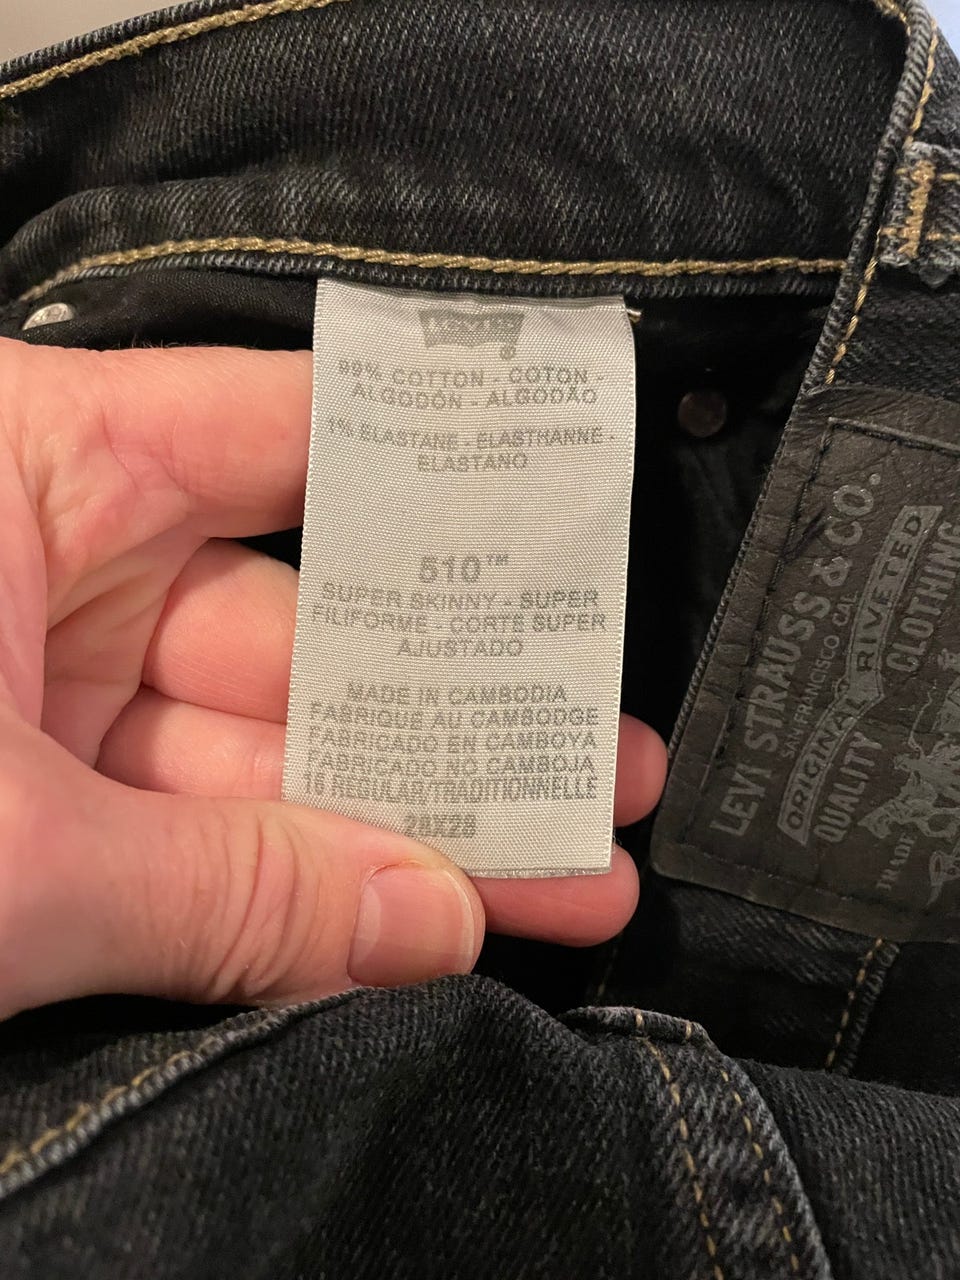 LEVI'S
®
99% COTTON - COTON -
ALGODÓN - ALGODÃO
1% ELASTANE - ELASTHANNE -
ELASTANO
510™
SUPER SKINNY - SUPER
FILIFORME - CORTE SUPER
AJUSTADO
MADE IN CAMBODIA
FABRIQUÉ AU CAMBODGE
FABRICADO EN CAMBOYA
FABRICADO NO CAMBOJA
16 REGULAR/TRADITIONNELLE
28X28
LEVI STRAUSS & CO.
SAN FRANCISCO CAL
ORIGINAL RIVETED
QUALITY CLOTHING
TRADE